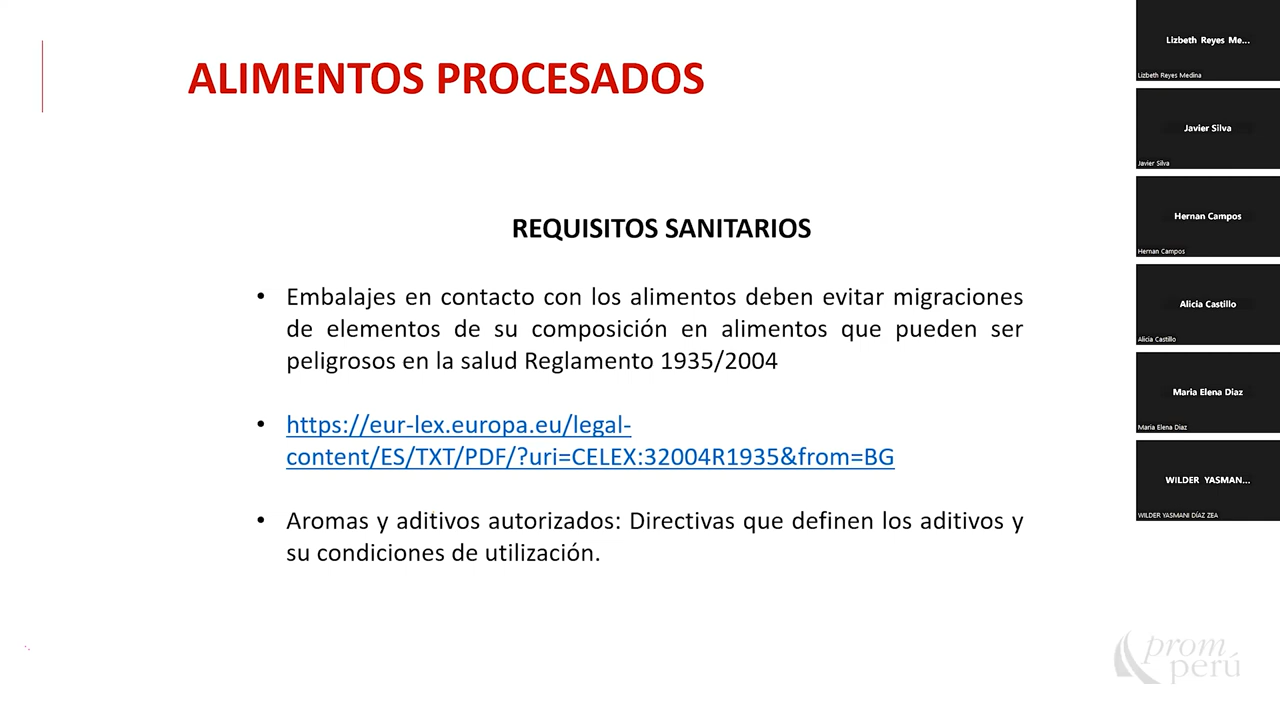 ALIMENTOS PROCESADOS
REQUISITOS SANITARIOS
• Embalajes en contacto con los alimentos deben evitar migraciones
de elementos de su composición en alimentos que pueden ser
peligrosos en la salud Reglamento 1935/2004
• https://eur-lex.europa.eu/legal-
content/ES/TXT/PDF/?uri=CELEX:32004R1935&from=BG
• Aromas y aditivos autorizados: Directivas que definen los aditivos y
su condiciones de utilización.
Lizbeth Reyes Me...
Lizbeth Reyes Medina
Javier Silva
Javier Silva
Hernan Campos
Hernan Campos
Alicia Castillo
Alicia Castillo
Maria Elena Diaz
Maria Elena Diaz
WILDER YASMAN...
WILDER YASMANI DÍAZ ZEA
prom
perú